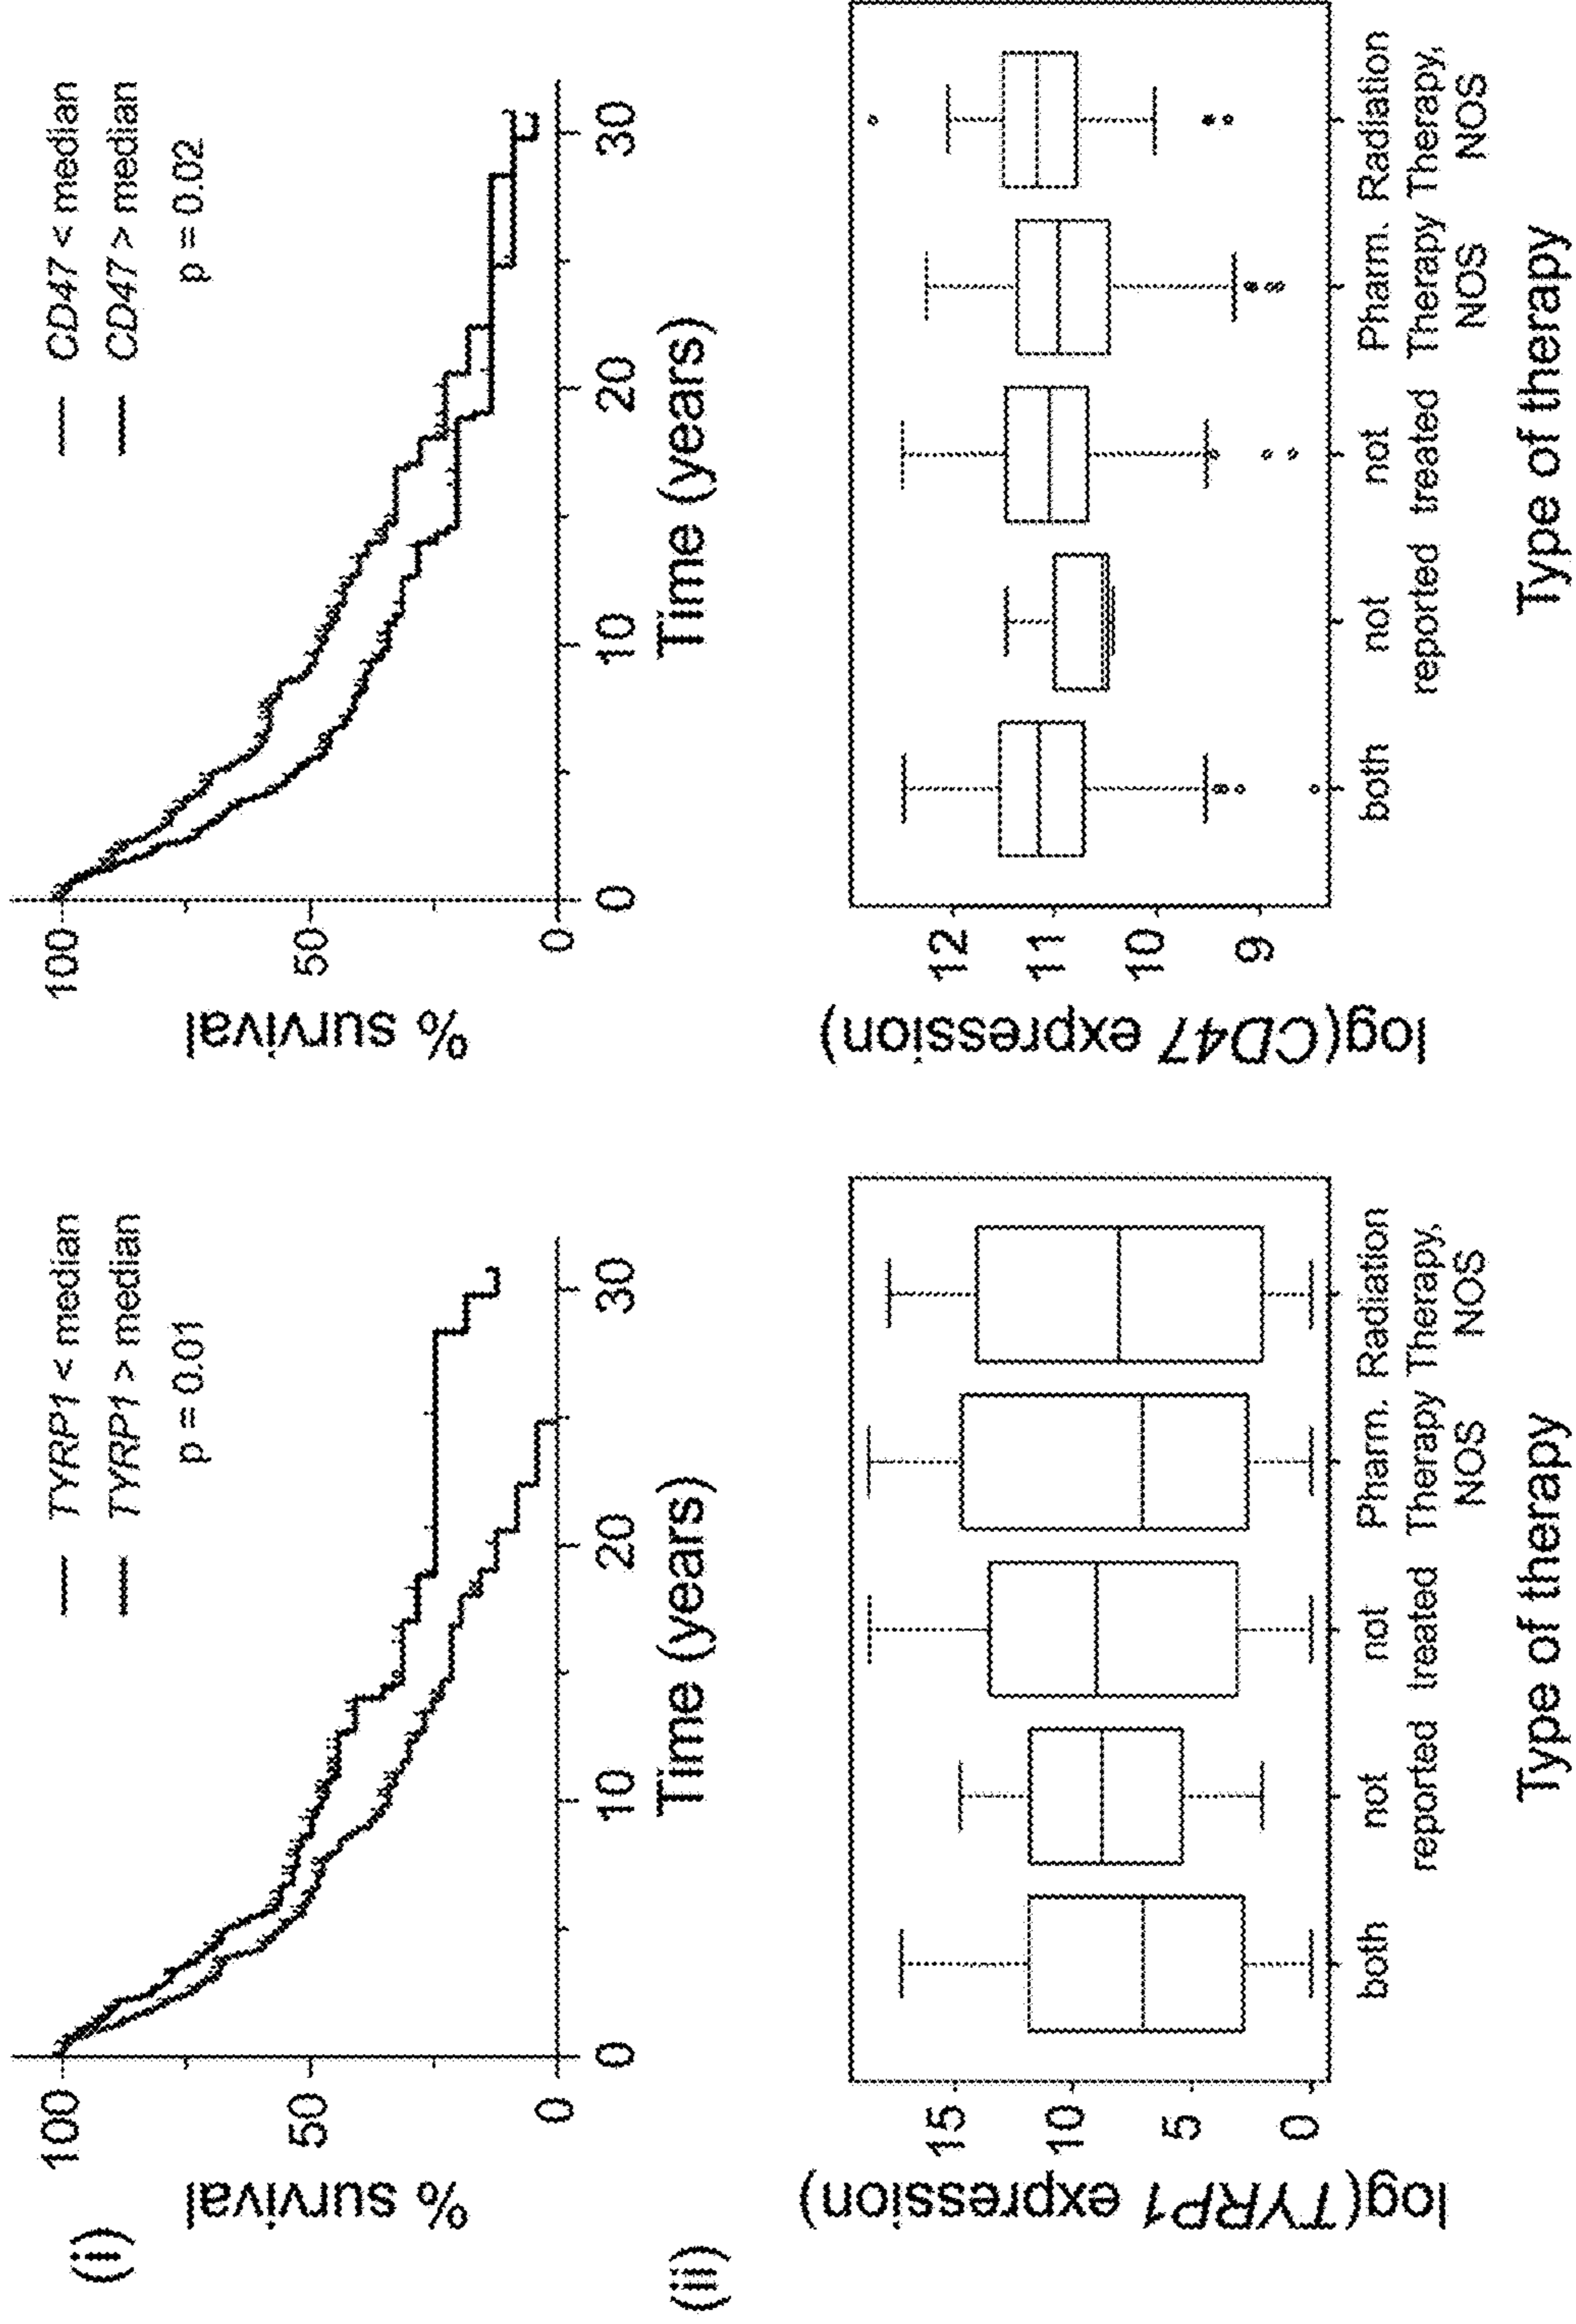 (i)
% survival
100
50
0
0
10
20
30
Time (years)
TYRP1 < median
TYRP1 > median
p = 0.01
% survival
100
50
0
0
10
20
30
Time (years)
CD47 < median
CD47 > median
p = 0.02
(ii)
log(TYRP1 expression)
15
10
5
0
both
not
reported
not
treated
Pharm.
Therapy
NOS
Radiation
Therapy,
NOS
Type of therapy
log(CD47 expression)
12
11
10
9
both
not
reported
not
treated
Pharm.
Therapy
NOS
Radiation
Therapy,
NOS
Type of therapy